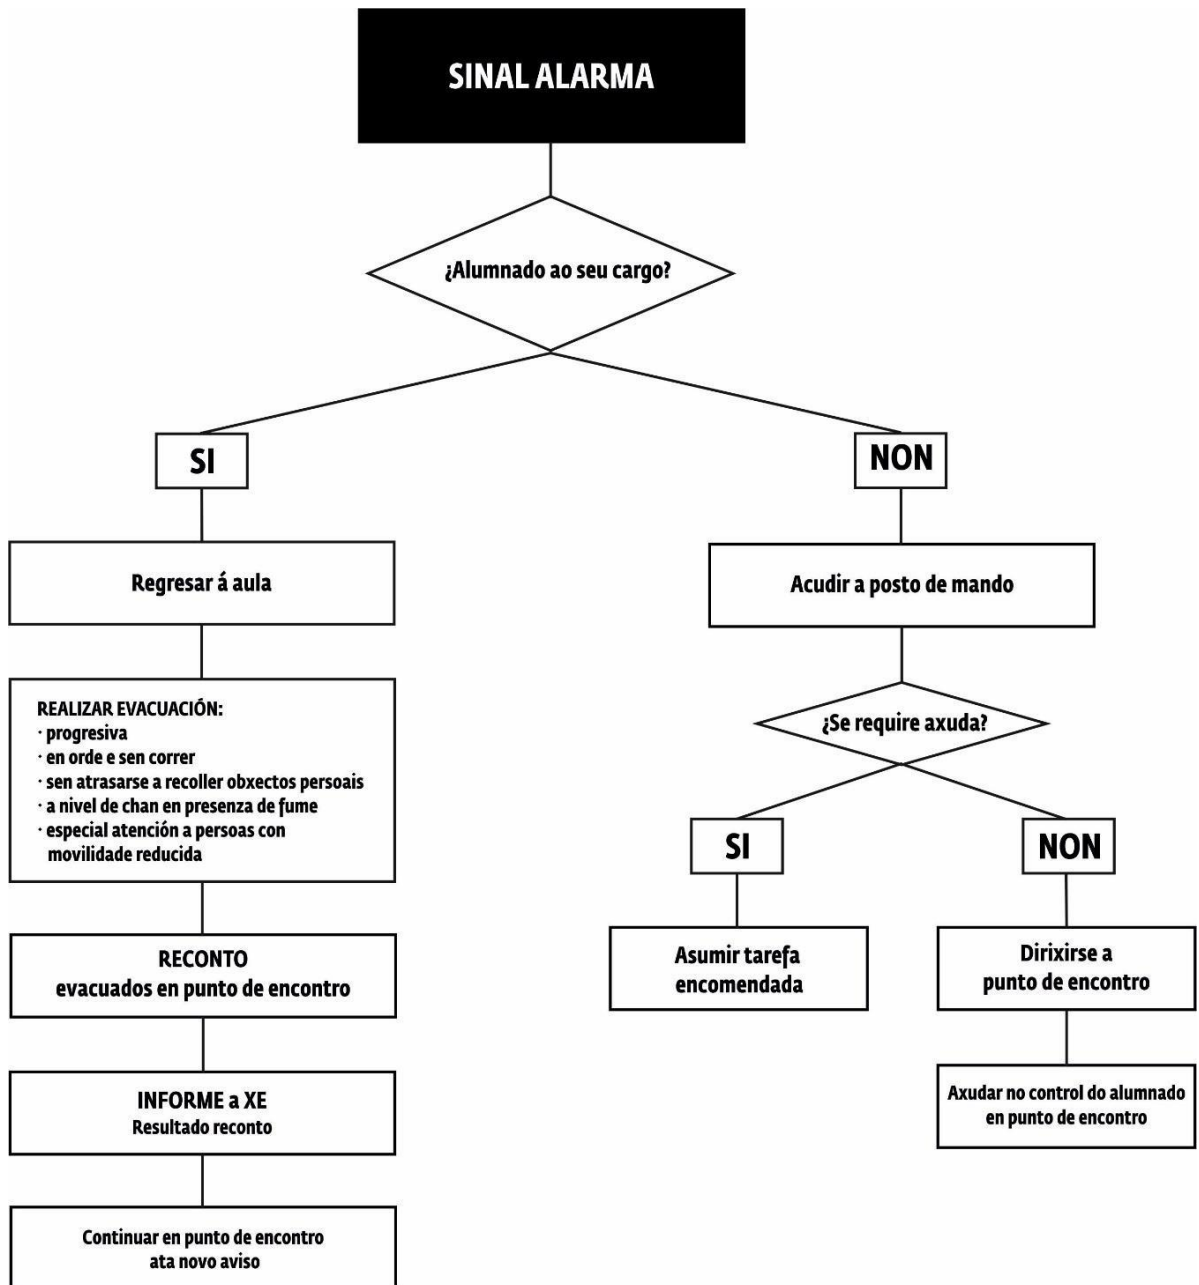 SINAL ALARMA
¿Alumnado ao seu cargo?
SI
NON
Regresar á aula
Acudir a posto de mando
REALIZAR EVACUACIÓN:
· progresiva
· en orde e sen correr
· sen atrasarse a recoller obxectos persoais
· a nivel de chan en presenza de fume
· especial atención a persoas con
movilidade reducida
¿Se require axuda?
SI
NON
RECONTO
evacuados en punto de encontro
Asumir tarefa
encomendada
Dirixirse a
punto de encontro
INFORME a XE
Resultado reconto
Axudar no control do alumnado
en punto de encontro
Continuar en punto de encontro
ata novo aviso